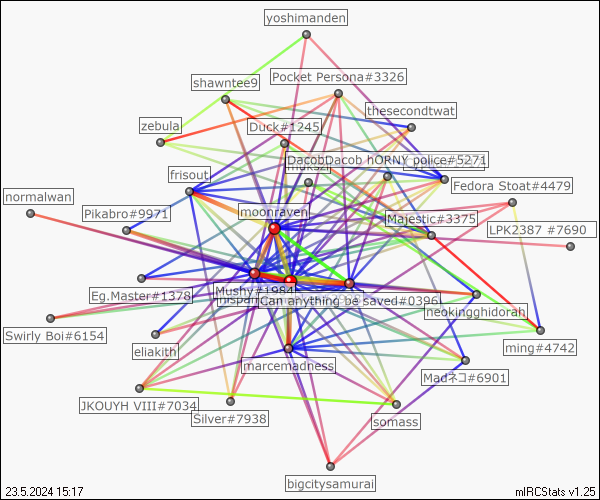 yoshimanden
Pocket Persona#3326
shawntee9
thesecondtwat
zebula
Duck#1245
DacobDacob hORNY police#5271
frisout
Fedora Stoat#4479
normalwan
Pikabro#9971
moonraven
Majestic#3375
LPK2387 #7690
Eg.Master#1378
Mushy#1984
Can anything be saved#0396
neokingghidorah
Swirly Boi#6154
eliakith
ming#4742
marcemadness
Madネコ#6901
JKOUYH VIII#7034
Silver#7938
somass
bigcitysamurai
23.5.2024 15:17
mIRCStats v1.25